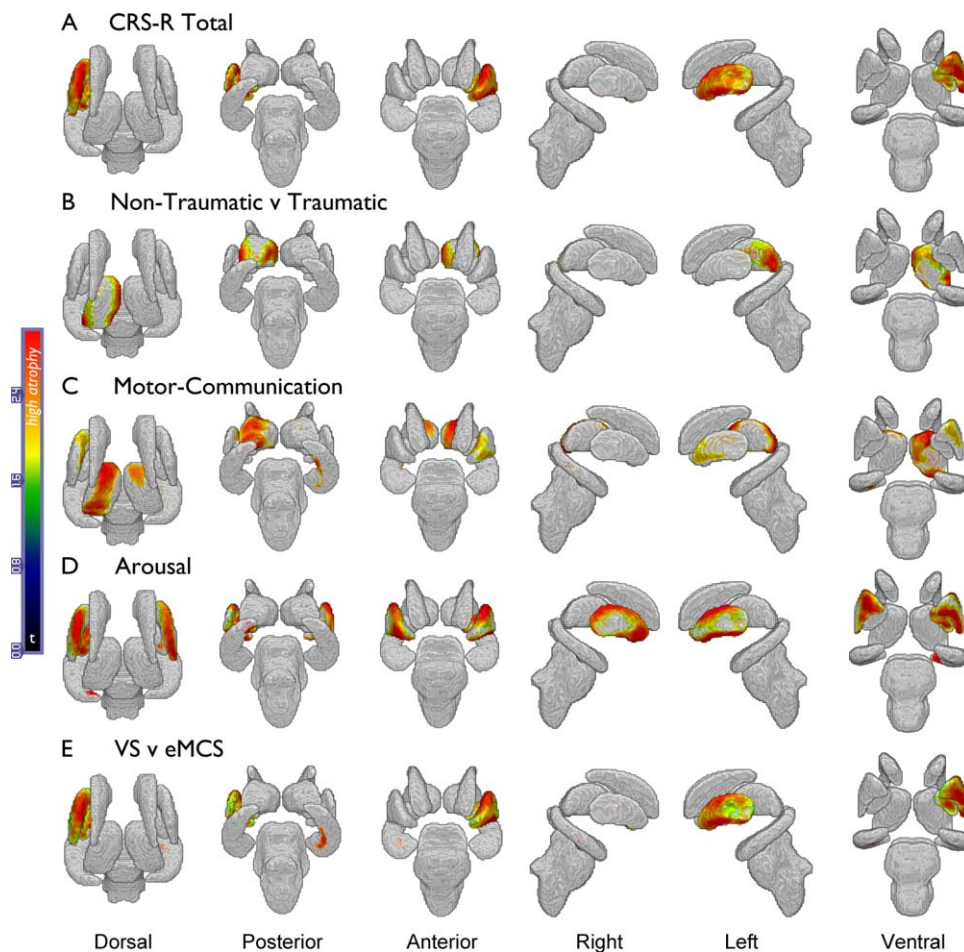 A CRS-R Total
B Non-Traumatic v Traumatic
C Motor-Communication
D Arousal
E VS v eMCS
high atrophy
2.4
1.6
0.8
0.0
t
Dorsal Posterior Anterior Right Left Ventral